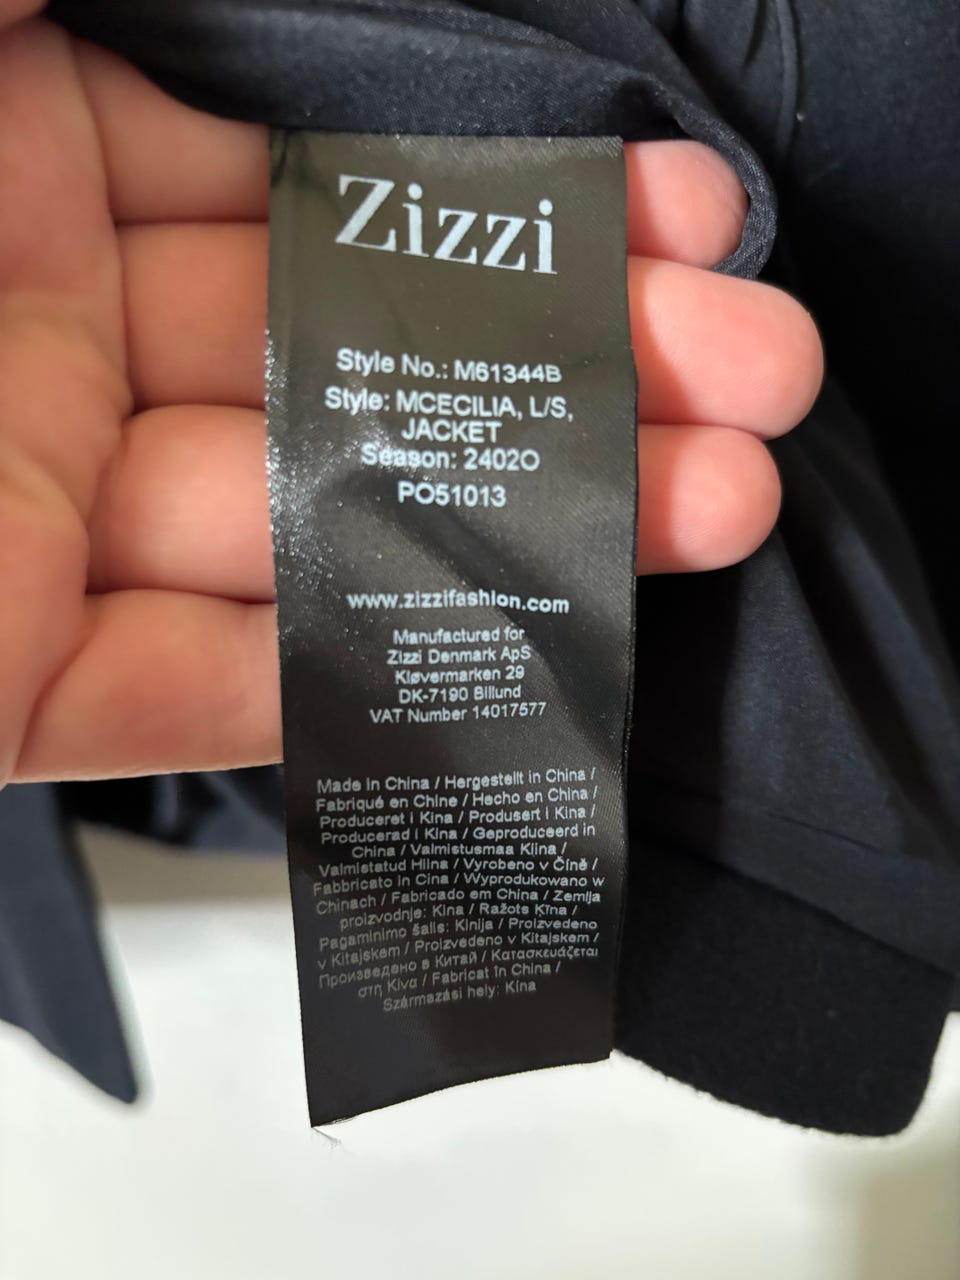 Zizzi
Style No.: M61344B
Style: MCECILIA, L/S,
JACKET
Season: 2402O
PO51013
www.zizzifashion.com
Manufactured for
Zizzi Denmark ApS
Kløvermarken 29
DK-7190 Billund
VAT Number 14017577
Made in China / Hergestellt in China /
Fabriqué en Chine / Hecho en China /
Produceret i Kina / Produsert i Kina /
Producerad i Kina / Geproduceerd in
China / Valmistusmaa Kiina /
Valmistatud Hiina / Vyrobeno v Číně /
Fabbricato in Cina / Wyprodukowano w
Chinach / Fabricado em China / Zemlja
proizvodnje: Kina / Ražots Ķīna /
Pagaminimo šalis: Kinija / Proizvedeno
v Kitajskem / Proizvedeno v Kitajskem /
Произведено в Китай / Κατασκευάζεται
στη Κίνα / Fabricat în China /
Származási hely: Kína